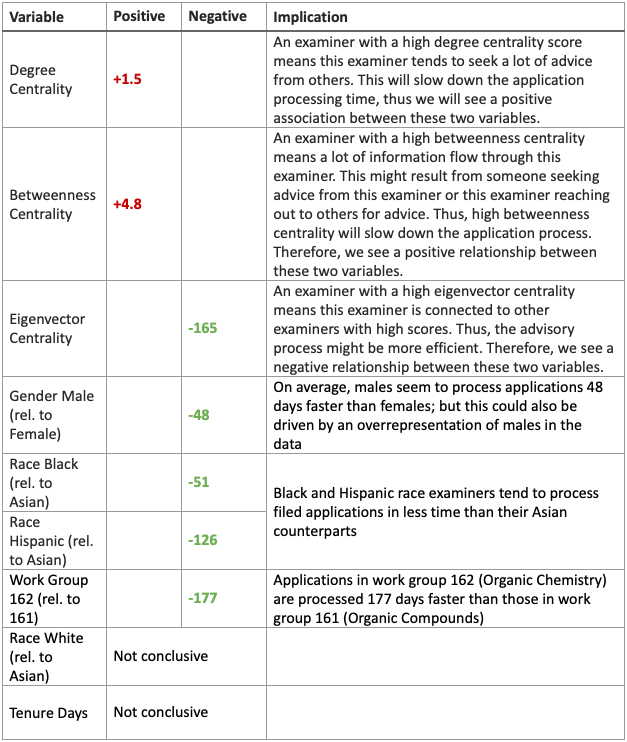 Variable Positive Negative Implication
Degree
Centrality
+1.5
An examiner with a high degree centrality score
means this examiner tends to seek a lot of advice
from others. This will slow down the application
processing time, thus we will see a positive
association between these two variables.
Betweenness
Centrality
+4.8
An examiner with a high betweenness centrality
means a lot of information flow through this
examiner. This might result from someone seeking
advice from this examiner or this examiner reaching
out to others for advice. Thus, high betweenness
centrality will slow down the application process.
Therefore, we see a positive relationship between
these two variables.
Eigenvector
Centrality
-165
An examiner with a high eigenvector centrality
means this examiner is connected to other
examiners with high scores. Thus, the advisory
process might be more efficient. Therefore, we see a
negative relationship between these two variables.
Gender Male
(rel. to
Female)
-48
On average, males seem to process applications 48
days faster than females; but this could also be
driven by an overrepresentation of males in the
data
Race Black
(rel. to
Asian)
-51
Race
Hispanic (rel.
to Asian)
-126
Black and Hispanic race examiners tend to process
filed applications in less time than their Asian
counterparts
Work Group
162 (rel. to
161)
-177
Applications in work group 162 (Organic Chemistry)
are processed 177 days faster than those in work
group 161 (Organic Compounds)
Race White
(rel. to
Asian)
Not conclusive
Tenure Days
Not conclusive